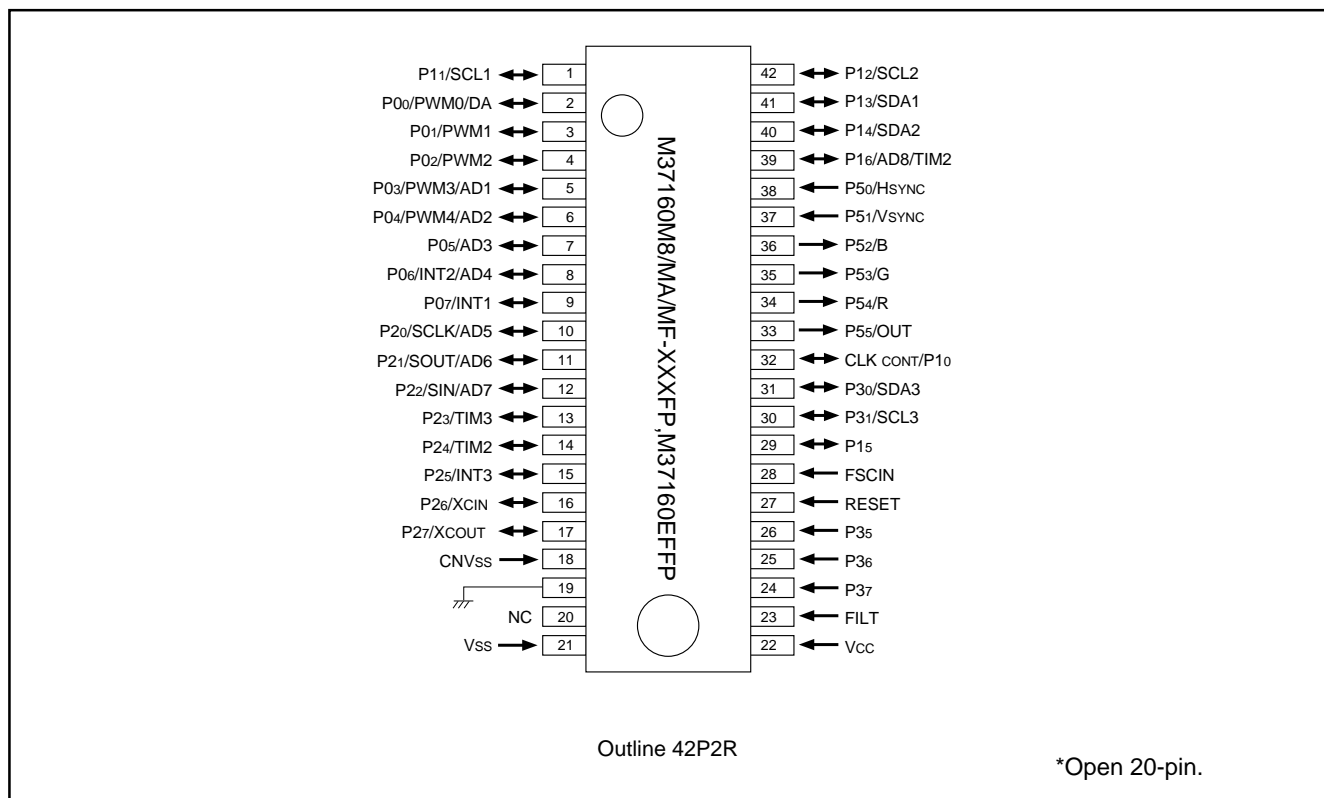 P11/SCL1 1
P00/PWM0/DA 2
P01/PWM1 3
P02/PWM2 4
P03/PWM3/AD1 5
P04/PWM4/AD2 6
P05/AD3 7
P06/INT2/AD4 8
P07/INT1 9
P20/SCLK/AD5 10
P21/SOUT/AD6 11
P22/SIN/AD7 12
P23/TIM3 13
P24/TIM2 14
P25/INT3 15
P26/XCIN 16
P27/XCOUT 17
CNVss 18
19
NC 20
Vss 21
M37160M8/MA/MF-XXXFP,M37160EFFP
42 P12/SCL2
41 P13/SDA1
40 P14/SDA2
39 P16/AD8/TIM2
38 P50/HSYNC
37 P51/VSYNC
36 P52/B
35 P53/G
34 P54/R
33 P55/OUT
32 CLK CONT/P10
31 P30/SDA3
30 P31/SCL3
29 P15
28 FSCIN
27 RESET
26 P35
25 P36
24 P37
23 FILT
22 VCC
Outline 42P2R
*Open 20-pin.